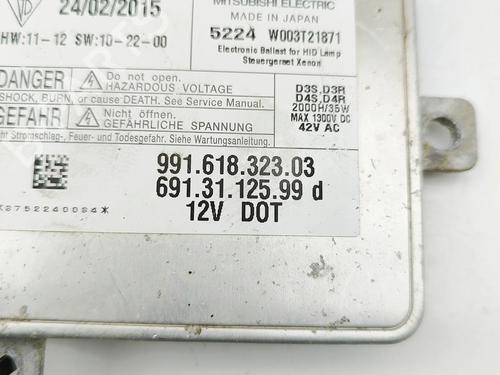 24/02/2015
HW:11-12 SW:10-22-00
MITSUBISHI ELECTRIC
MADE IN JAPAN
5224 W003T21871
Electronic Ballast for HID Lamp
Steuergeraet Xenon
DANGER
Do not open.
HAZARDOUS VOLTAGE
SHOCK, BURN, or cause DEATH. See Service Manual.
GEFAHR
Nicht öffnen.
GEFÄHRLICHE SPANNUNG
Stromschlag-, Feuer- und Todesgefahr. Siehe Wartungsanleitung.
D3S,D3R
D4S,D4R
2000H/35W
MAX 1300V DC
42V AC
991.618.323.03
691.31.125.99 d
12V DOT